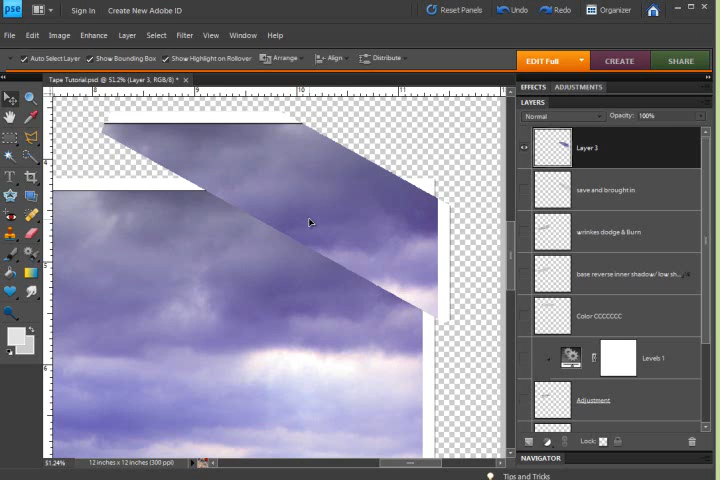 pse Sign In Create New Adobe ID Reset Panels Undo Redo Organizer
File Edit Image Enhance Layer Select Filter View Window Help
Auto Select Layer Show Bounding Box Show Highlight on Rollover Arrange Align Distribute EDIT Full CREATE SHARE
Tape Tutorial.psd @ 51.2% (Layer 3, RGB/8) * ×
EFFECTS ADJUSTMENTS
8 9 10 11
LAYERS
Normal Opacity: 100%
Layer 3
4
save and brought in
wrinkes dodge & Burn
5
base reverse inner shadow/ low sh...
Color CCCCCCC
Levels 1
6
Adjustment
Lock:
51.24% 12 inches x 12 inches (300 ppi)
NAVIGATOR
Tips and Tricks